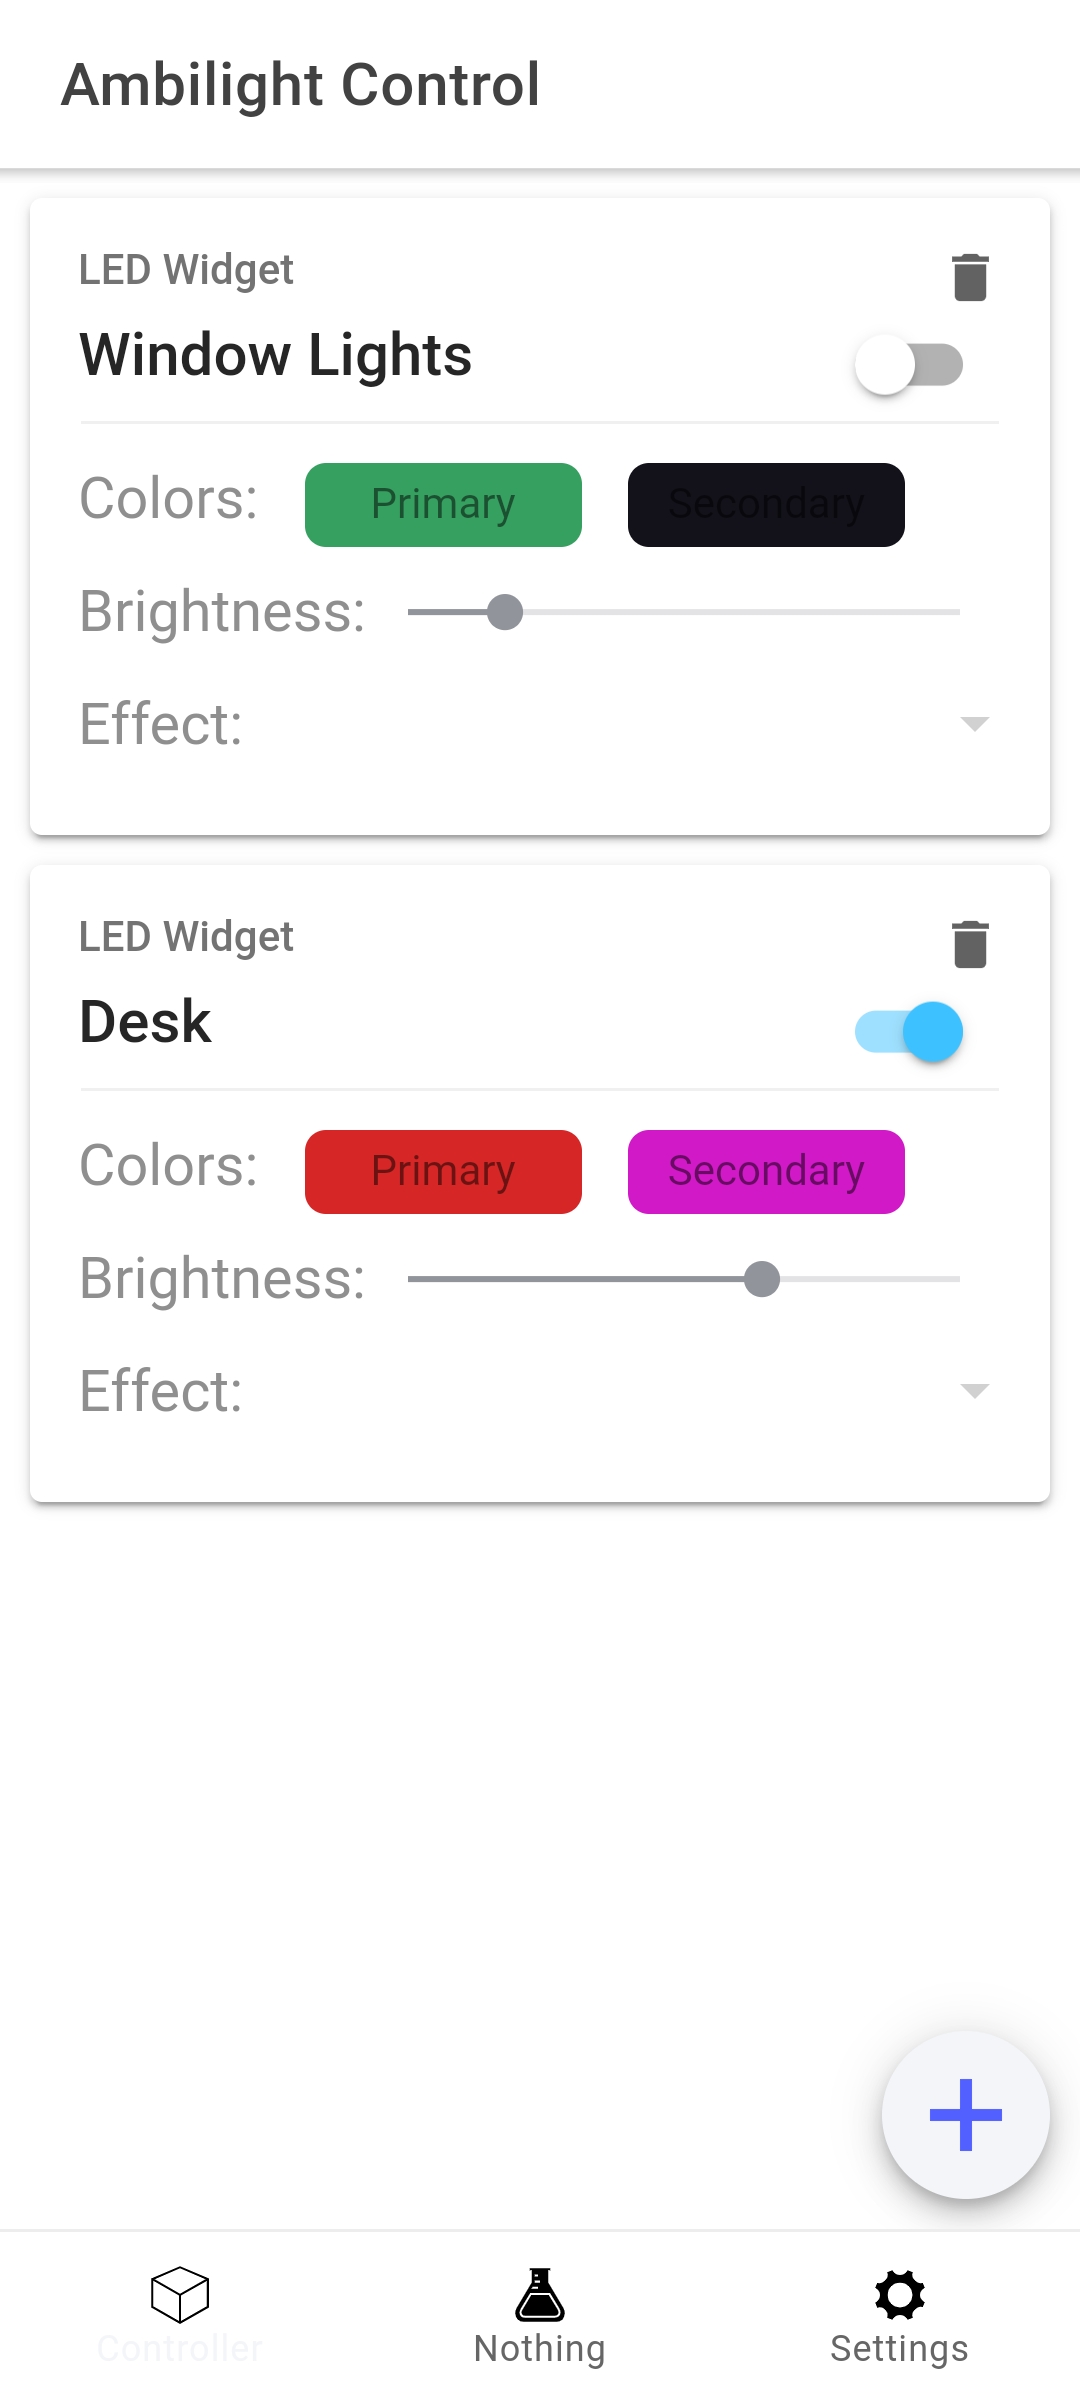 Ambilight Control
LED Widget
Window Lights
Colors: Primary Secondary
Brightness:
Effect:
LED Widget
Desk
Colors: Primary Secondary
Brightness:
Effect:
Controller Nothing Settings